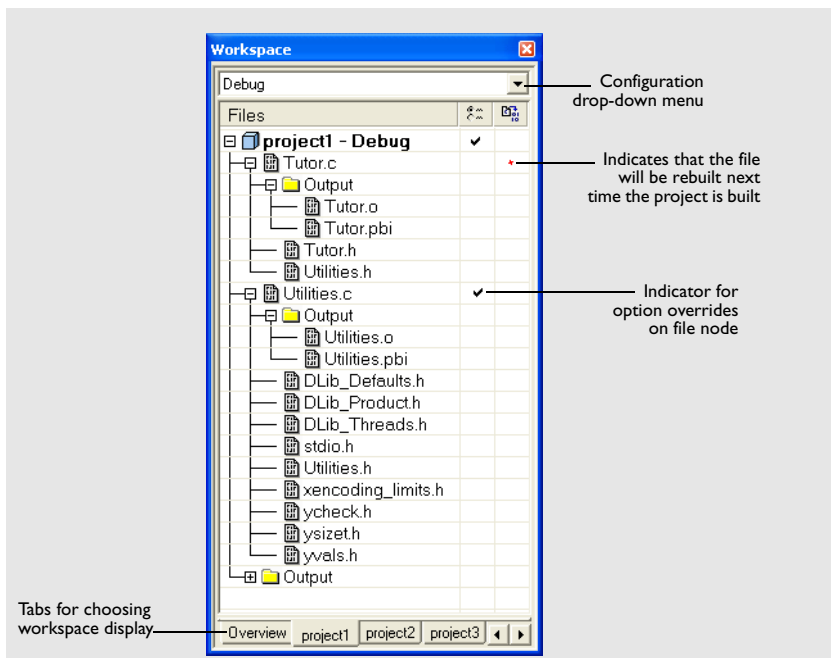 Workspace
Debug
Configuration
drop-down menu
Files
project1 - Debug
Tutor.c
Indicates that the file
will be rebuilt next
time the project is built
Output
Tutor.o
Tutor.pbi
Tutor.h
Utilities.h
Utilities.c
Indicator for
option overrides
on file node
Output
Utilities.o
Utilities.pbi
DLib_Defaults.h
DLib_Product.h
DLib_Threads.h
stdio.h
Utilities.h
xencoding_limits.h
ycheck.h
ysizet.h
yvals.h
Output
Tabs for choosing
workspace display
Overview project1 project2 project3